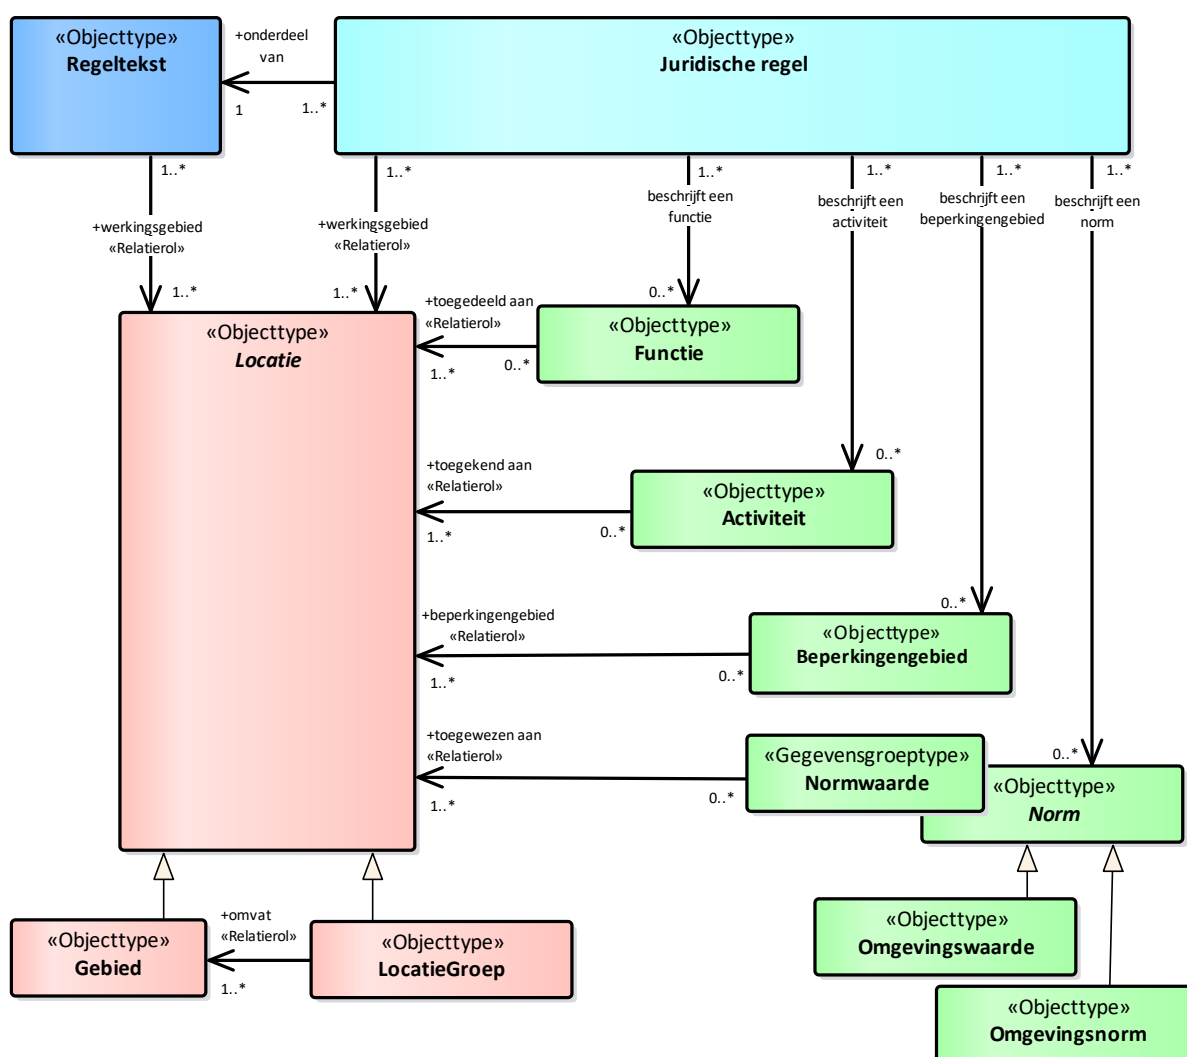 «Objecttype»
Regeltekst
+onderdeel
van
1
1..*
«Objecttype»
Juridische regel
1..*
+werkingsgebied
«Relatierol»
1..*
1..*
+werkingsgebied
«Relatierol»
1..*
1..*
beschrijft een
functie
0..*
1..*
beschrijft een
activiteit
0..*
1..*
beschrijft een
beperkingengebied
0..*
1..*
beschrijft een
norm
0..*
«Objecttype»
Locatie
+toegedeeld aan
«Relatierol»
1..*
0..*
«Objecttype»
Functie
+toegekend aan
«Relatierol»
1..*
0..*
«Objecttype»
Activiteit
+beperkingengebied
«Relatierol»
1..*
0..*
«Objecttype»
Beperkingengebied
+toegewezen aan
«Relatierol»
1..*
0..*
«Gegevensgroeptype»
Normwaarde
«Objecttype»
Norm
«Objecttype»
Gebied
+omvat
«Relatierol»
1..*
«Objecttype»
LocatieGroep
«Objecttype»
Omgevingswaarde
«Objecttype»
Omgevingsnorm